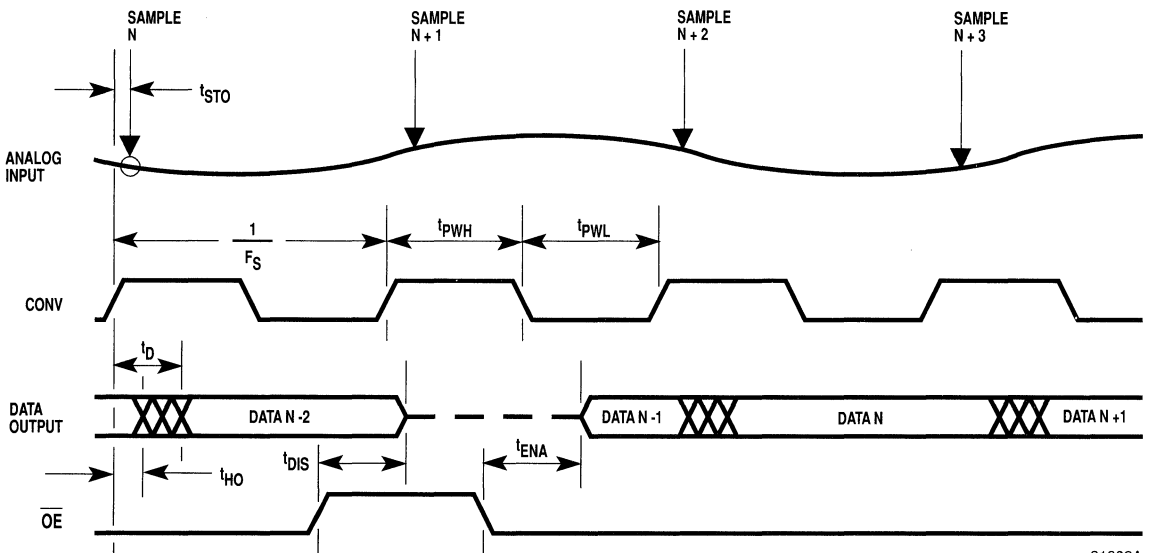 SAMPLE
N
SAMPLE
N + 1
SAMPLE
N + 2
SAMPLE
N + 3
tSTO
ANALOG
INPUT
1
FS
tPWH
tPWL
CONV
tD
DATA
OUTPUT
DATA N -2
DATA N -1
DATA N
DATA N +1
tHO
tDIS
tENA
OE